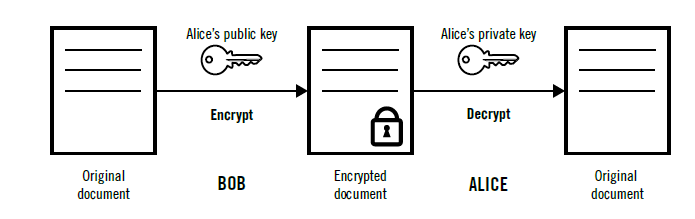 Alice's public key
Alice's private key
Encrypt
Decrypt
Original
document
BOB
Encrypted
document
ALICE
Original
document